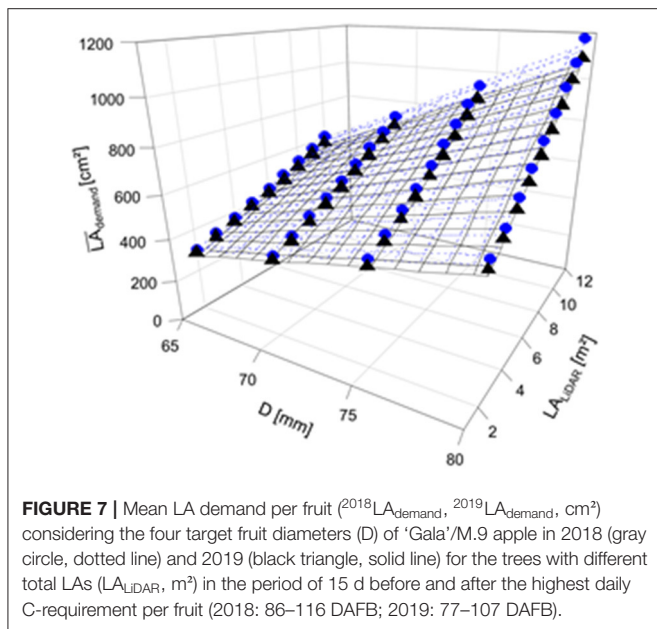 1200
1000
800
600
400
200
0
L̅A̅demand [cm²]
65
70
75
80
D [mm]
12
10
8
6
4
2
LALiDAR [m²]
FIGURE 7 | Mean LA demand per fruit (²⁰¹⁸LAdemand, ²⁰¹⁹LAdemand, cm²)
considering the four target fruit diameters (D) of ‘Gala’/M.9 apple in 2018 (gray
circle, dotted line) and 2019 (black triangle, solid line) for the trees with different
total LAs (LALiDAR, m²) in the period of 15 d before and after the highest daily
C-requirement per fruit (2018: 86–116 DAFB; 2019: 77–107 DAFB).